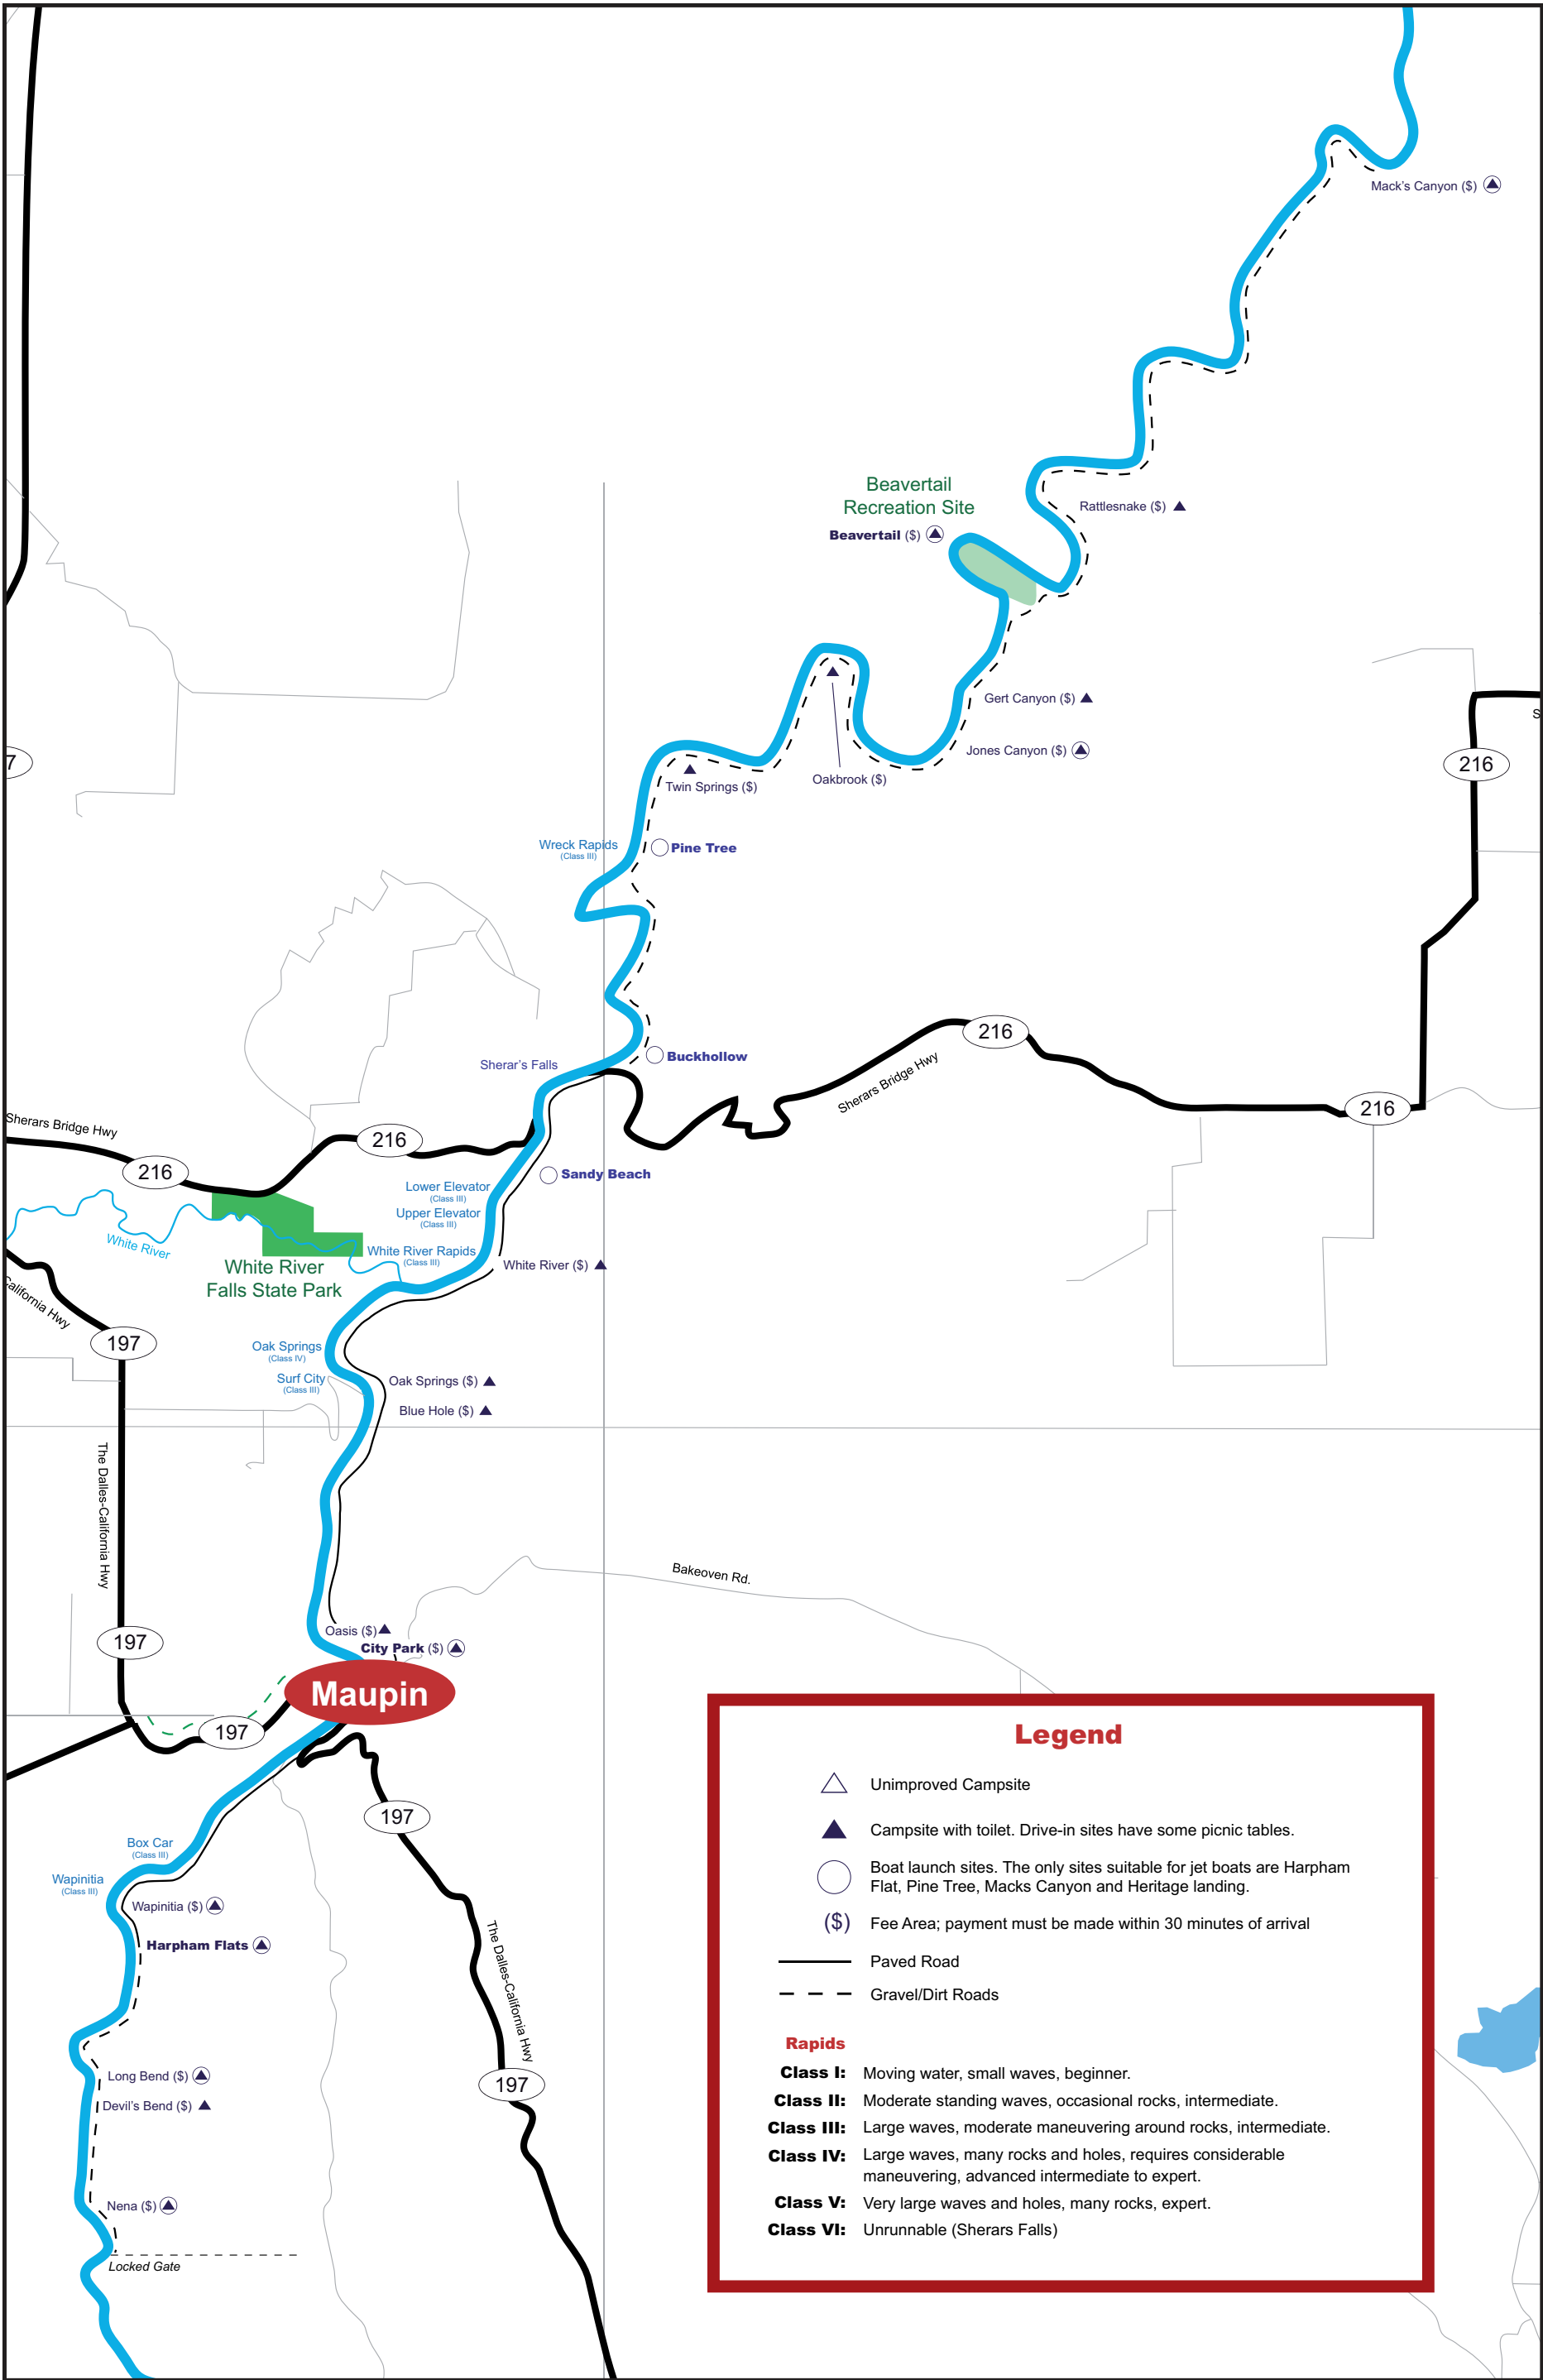 Mack's Canyon ($)
Beavertail
Recreation Site
Rattlesnake ($)
Beavertail ($)
Gert Canyon ($)
Jones Canyon ($)
Oakbrook ($)
Twin Springs ($)
7
S
216
Wreck Rapids
(Class III)
Pine Tree
216
Buckhollow
Sherar's Falls
Sherars Bridge Hwy
216
Sherars Bridge Hwy
216
216
Sandy Beach
Lower Elevator
(Class III)
Upper Elevator
(Class III)
White River
White River Rapids
(Class III)
White River ($)
White River
Falls State Park
California Hwy
197
Oak Springs
(Class IV)
Surf City
(Class III)
Oak Springs ($)
Blue Hole ($)
The Dalles-California Hwy
Bakeoven Rd.
Oasis ($)
197
City Park ($)
Maupin
197
197
Box Car
(Class III)
Wapinitia
(Class III)
Wapinitia ($)
Harpham Flats
The Dalles-California Hwy
Long Bend ($)
197
Devil's Bend ($)
Nena ($)
Locked Gate
Legend
Unimproved Campsite
Campsite with toilet. Drive-in sites have some picnic tables.
Boat launch sites. The only sites suitable for jet boats are Harpham
Flat, Pine Tree, Macks Canyon and Heritage landing.
($) Fee Area; payment must be made within 30 minutes of arrival
Paved Road
Gravel/Dirt Roads
Rapids
Class I: Moving water, small waves, beginner.
Class II: Moderate standing waves, occasional rocks, intermediate.
Class III: Large waves, moderate maneuvering around rocks, intermediate.
Class IV: Large waves, many rocks and holes, requires considerable
maneuvering, advanced intermediate to expert.
Class V: Very large waves and holes, many rocks, expert.
Class VI: Unrunnable (Sherars Falls)